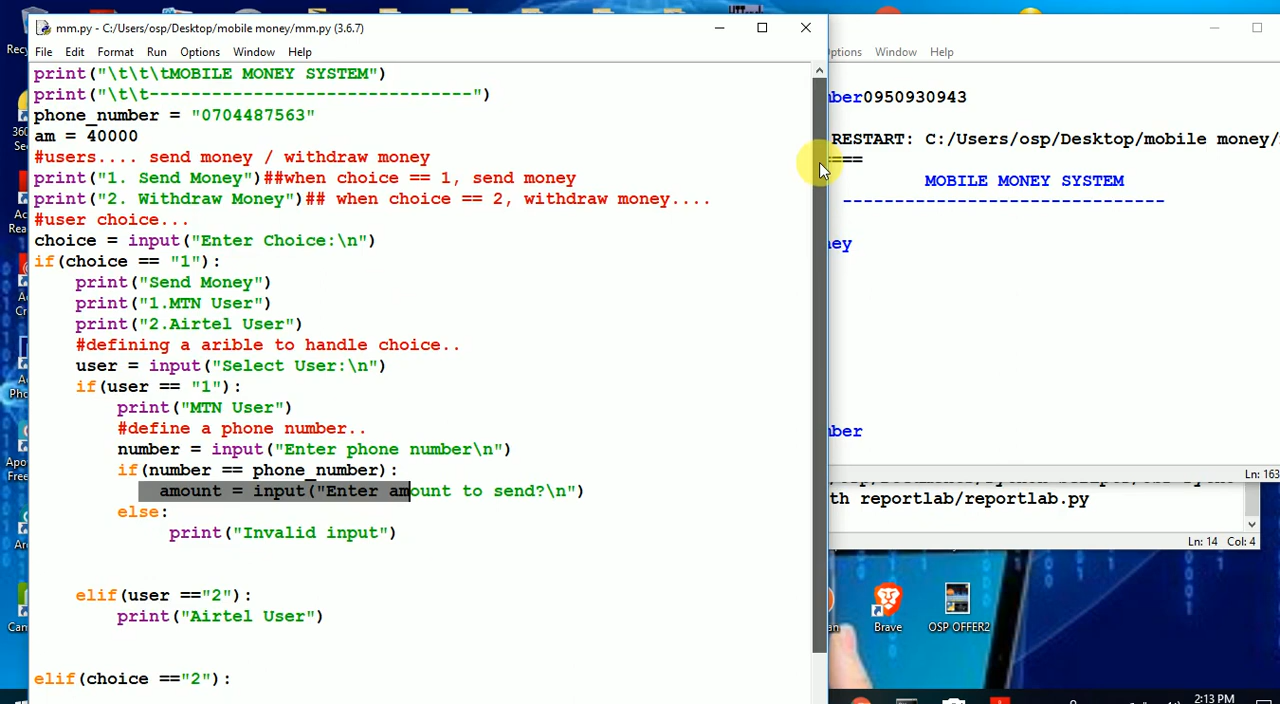 mm.py - C:/Users/osp/Desktop/mobile money/mm.py (3.6.7)
File Edit Format Run Options Window Help
print("\t\t\tMOBILE MONEY SYSTEM")
print("\t\t-------------------------------")
phone_number = "0704487563"
am = 40000
#users.... send money / withdraw money
print("1. Send Money")##when choice == 1, send money
print("2. Withdraw Money")## when choice == 2, withdraw money....
#user choice...
choice = input("Enter Choice:\n")
if(choice == "1"):
print("Send Money")
print("1.MTN User")
print("2.Airtel User")
#defining a arible to handle choice..
user = input("Select User:\n")
if(user == "1"):
print("MTN User")
#define a phone number..
number = input("Enter phone number\n")
if(number == phone_number):
amount = input("Enter amount to send?\n")
else:
print("Invalid input")
elif(user =="2"):
print("Airtel User")
elif(choice =="2"):
Window Help
0950930943
RESTART: C:/Users/osp/Desktop/mobile money/
====
MOBILE MONEY SYSTEM
-------------------------------
Ln: 163
reportlab/reportlab.py
Ln: 14 Col: 4
Brave
OSP OFFER2
2:13 PM